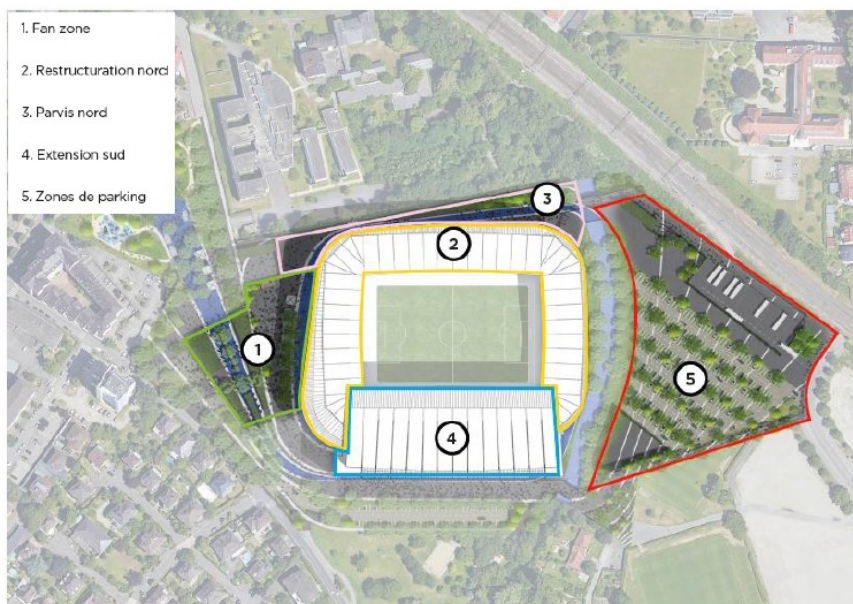 1. Fan zone
2. Restructuration nord
3. Parvis nord
4. Extension sud
5. Zones de parking
3
2
1
5
4